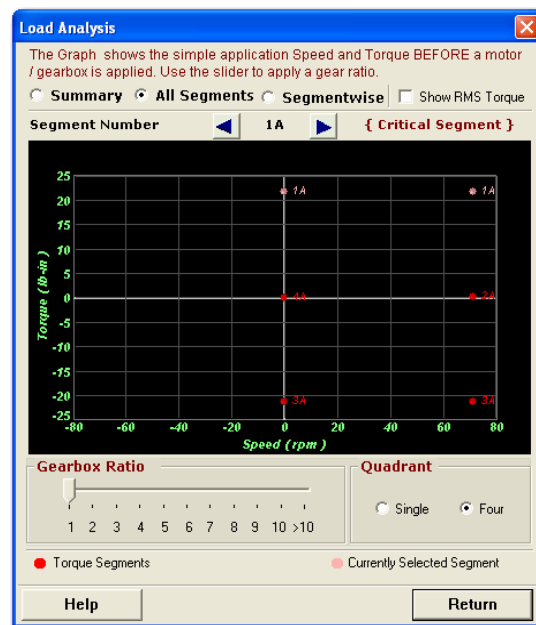 Load Analysis
The Graph shows the simple application Speed and Torque BEFORE a motor
/ gearbox is applied. Use the slider to apply a gear ratio.
Summary All Segments Segmentwise Show RMS Torque
Segment Number 1A { Critical Segment }
25
20
15
10
5
0
-5
-10
-15
-20
-25
Torque ( lb-in )
1A 1A
4A 2A
3A 3A
-80 -60 -40 -20 0 20 40 60 80
Speed ( rpm )
Gearbox Ratio
1 2 3 4 5 6 7 8 9 10 >10
Quadrant
Single Four
Torque Segments Currently Selected Segment
Help Return